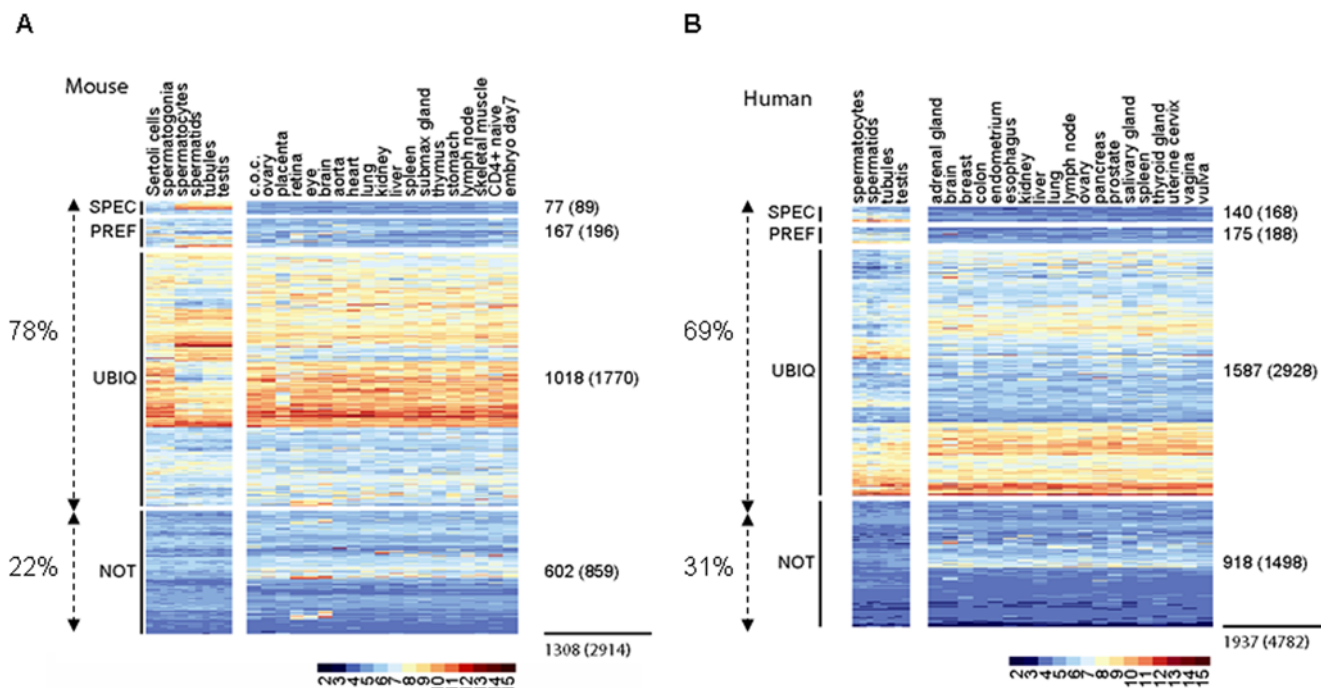 A
Mouse
Sertoli cells
spermatogonia
spermatocytes
spermatids
tubules
testis
c.o.c.
ovary
placenta
retina
eye
brain
aorta
heart
lung
kidney
liver
spleen
submax gland
thymus
stomach
lymph node
skeletal muscle
CD4+ naive
embryo day7
SPEC
77 (89)
PREF
167 (196)
78%
UBIQ
1018 (1770)
22%
NOT
602 (859)
1308 (2914)
2 3 4 5 6 7 8 9 10 11 12 13 14 15
B
Human
spermatocytes
spermatids
tubules
testis
adrenal gland
brain
breast
colon
endometrium
esophagus
kidney
liver
lung
lymph node
ovary
pancreas
prostate
salivary gland
spleen
thyroid gland
uterine cervix
vagina
vulva
SPEC
140 (168)
PREF
175 (188)
69%
UBIQ
1587 (2928)
31%
NOT
918 (1498)
1937 (4782)
2 3 4 5 6 7 8 9 10 11 12 13 14 15